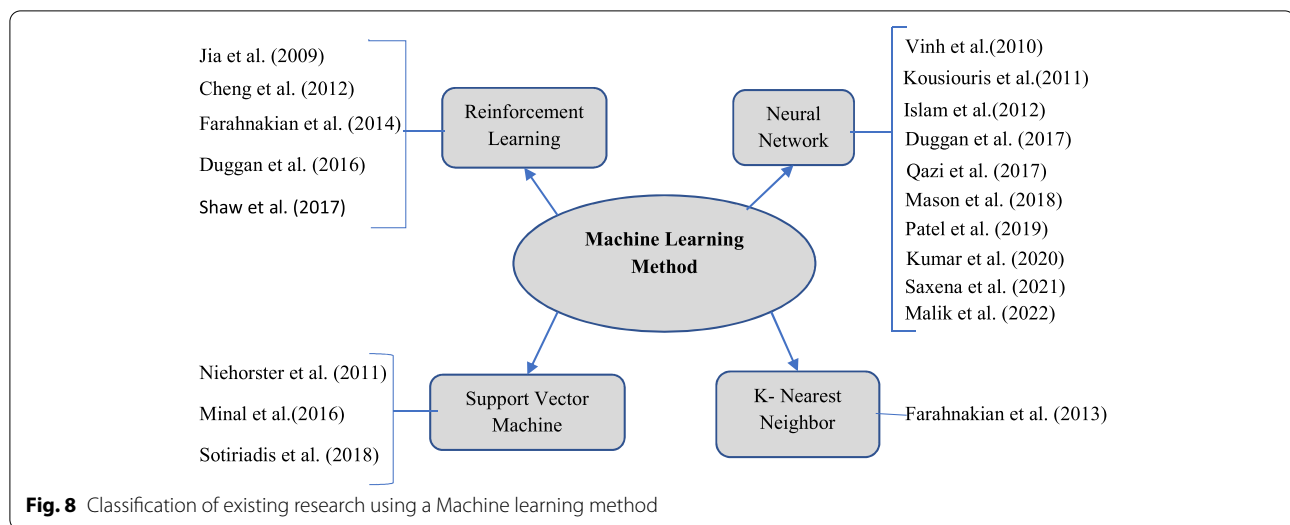 Jia et al. (2009)
Cheng et al. (2012)
Farahnakian et al. (2014)
Duggan et al. (2016)
Shaw et al. (2017)
Reinforcement
Learning
Neural
Network
Vinh et al.(2010)
Kousiouris et al.(2011)
Islam et al.(2012)
Duggan et al. (2017)
Qazi et al. (2017)
Mason et al. (2018)
Patel et al. (2019)
Kumar et al. (2020)
Saxena et al. (2021)
Malik et al. (2022)
Machine Learning
Method
Niehorster et al. (2011)
Minal et al.(2016)
Sotiriadis et al. (2018)
Support Vector
Machine
K- Nearest
Neighbor
Farahnakian et al. (2013)
Fig. 8 Classification of existing research using a Machine learning method